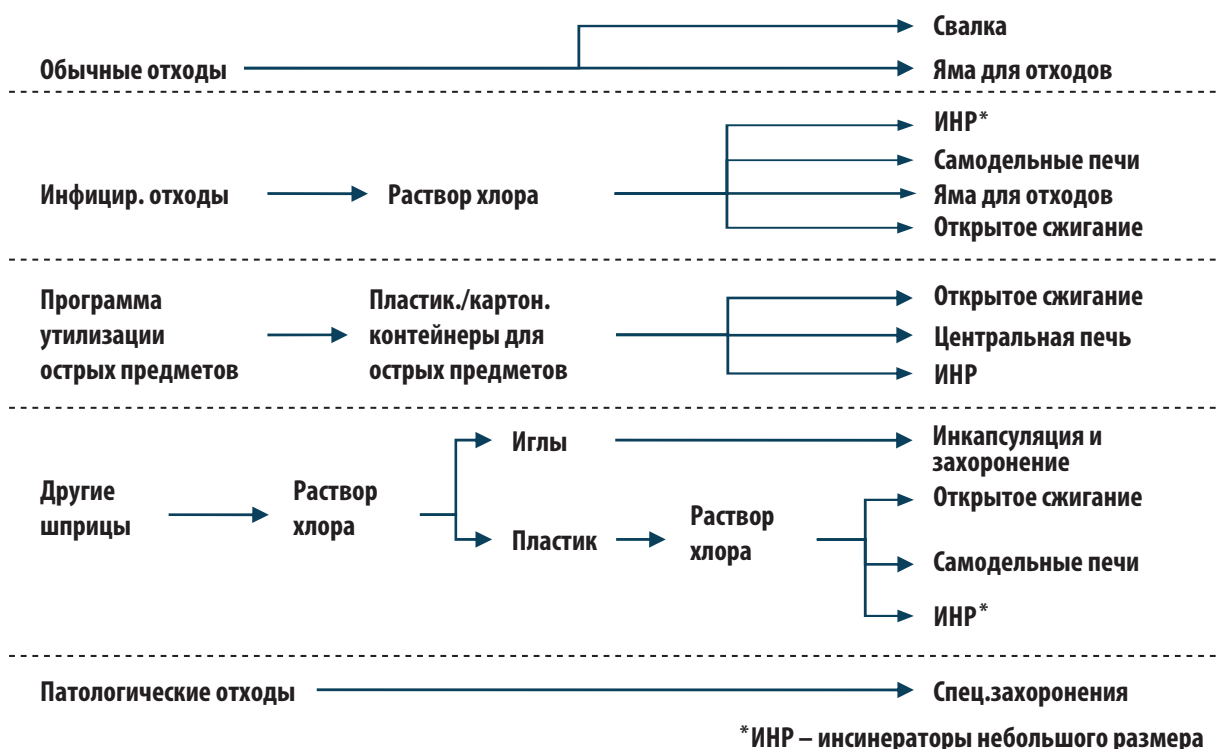 Свалка
Обычные отходы
Яма для отходов
ИНР*
Самодельные печи
Инфицир. отходы
Раствор хлора
Яма для отходов
Открытое сжигание
Программа
утилизации
острых предметов
Пластик./картон.
контейнеры для
острых предметов
Открытое сжигание
Центральная печь
ИНР
Другие
шприцы
Раствор
хлора
Иглы
Инкапсуляция и
захоронение
Пластик
Раствор
хлора
Открытое сжигание
Самодельные печи
ИНР*
Патологические отходы
Спец.захоронения
*ИНР – инсинераторы небольшого размера